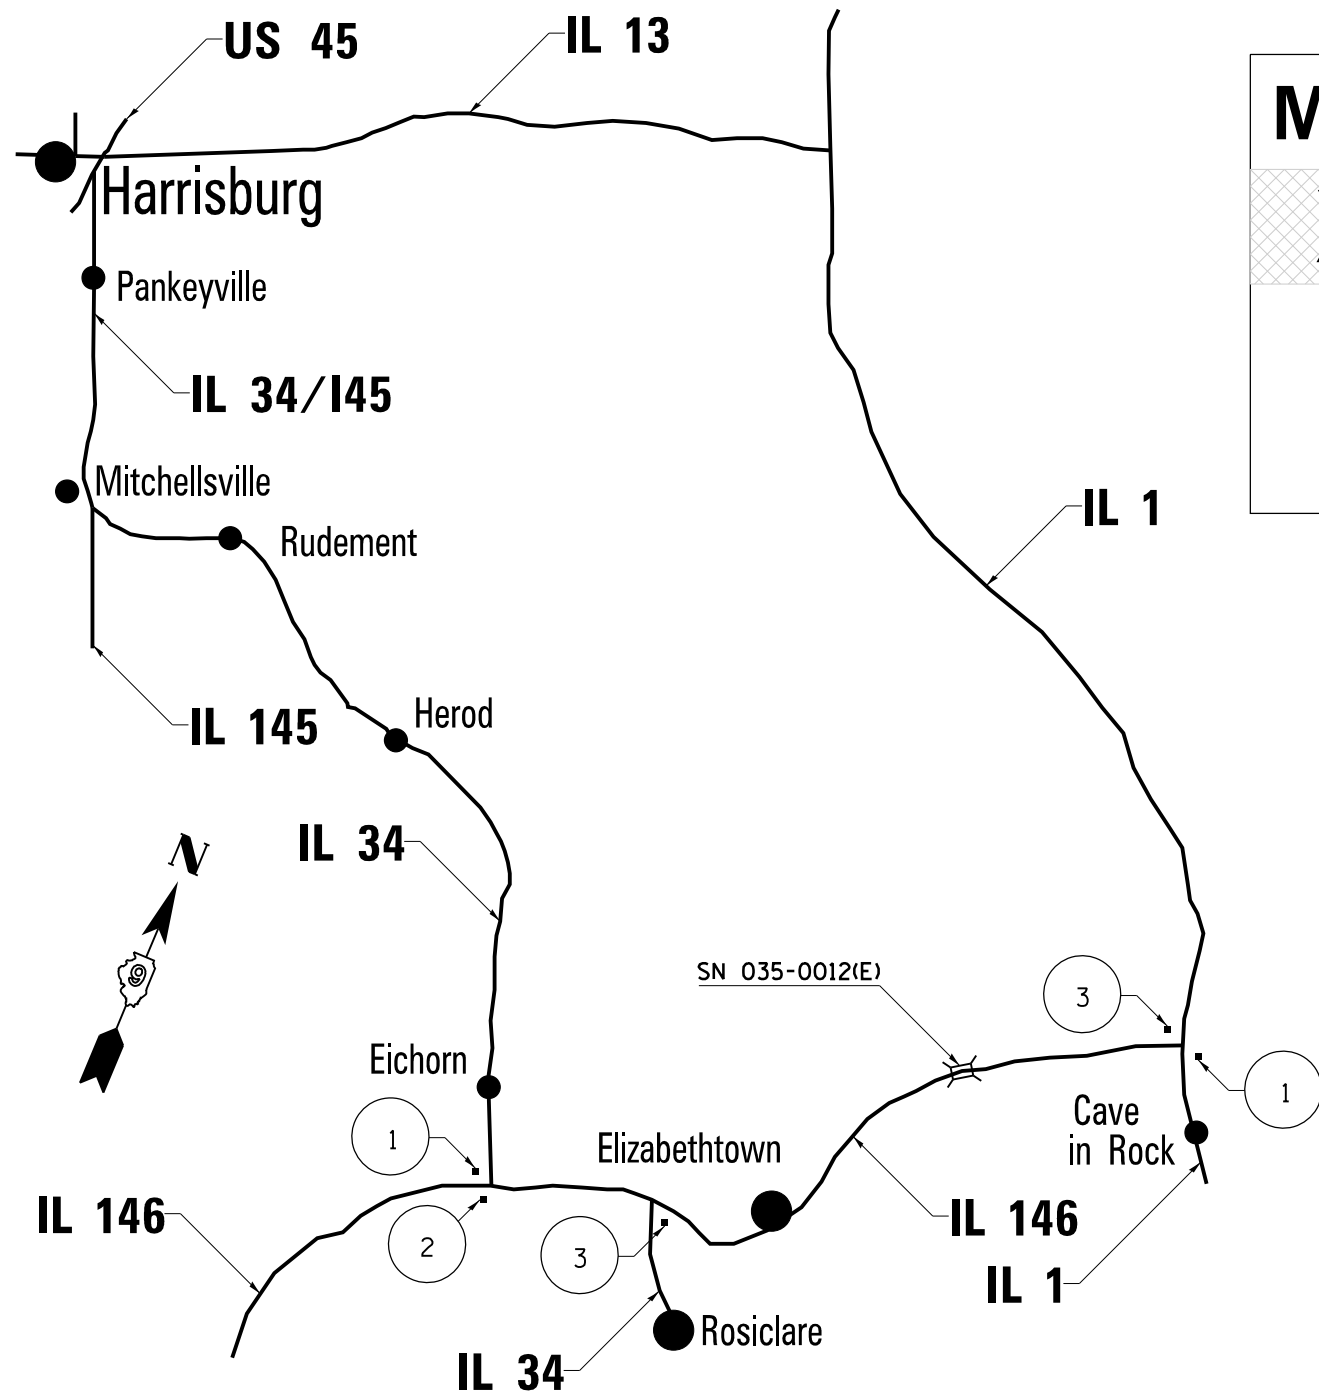 US 45
IL 13
M
Harrisburg
Pankeyville
IL 34/I45
Mitchellsville
IL 1
Rudement
Herod
IL 145
IL 34
N
9
SN 035-0012(E)
3
Eichorn
1
Cave
in Rock
1
Elizabethtown
IL 146
2
3
IL 146
IL 1
Rosiclare
IL 34